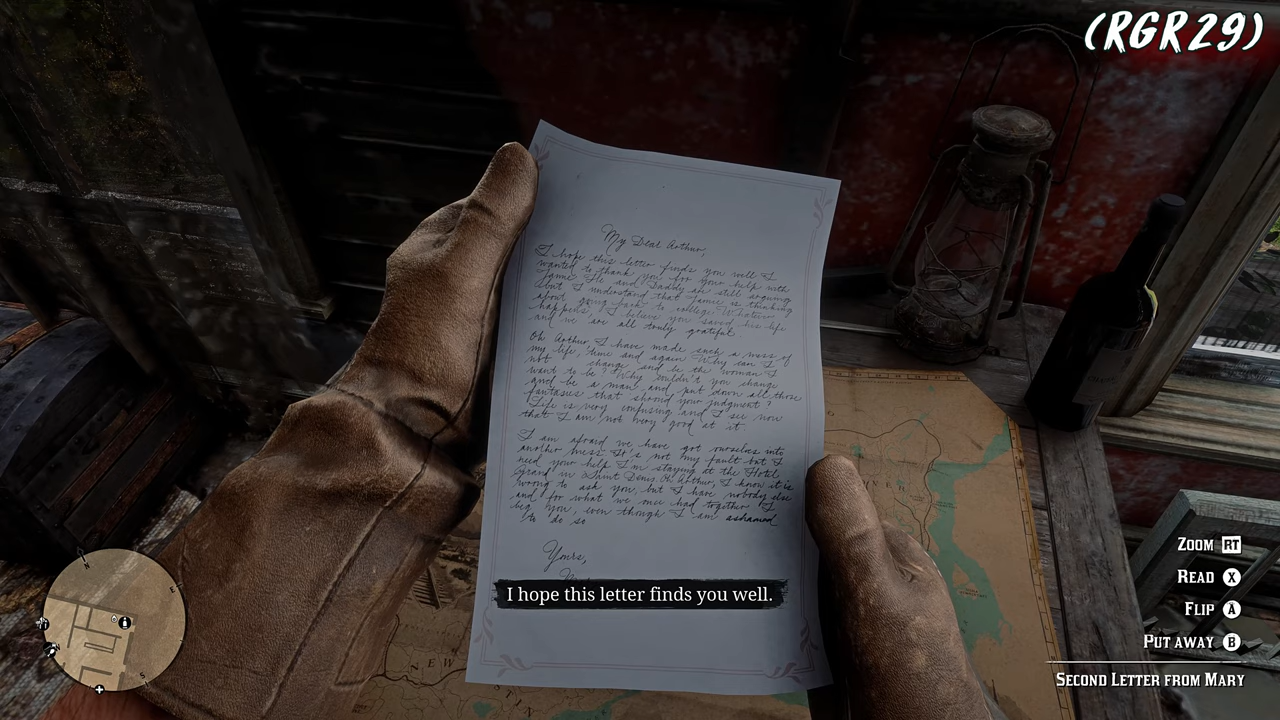 (RGR29)
My Dear Arthur,
I hope this letter finds you well I
wanted to thank you for your help with
Jamie. He and Daddy are still arguing
but I understand that Jamie is thinking
about going back to college. Whatever
happens, I believe you saved his life
and we are all truly grateful.
Oh Arthur, I have made such a mess of
my life, time and again Why can I
not change and be the woman I
want to be? Why couldn't you change
good be a man and put down all those
fantasies that shroud your judgment?
Life is very confusing and I see now
that I am not very good at it.
I am afraid we have got ourselves into
another mess. It's not my fault but I
need your help I'm staying at the Hotel
Grand in Saint Denis. Oh Arthur, I know it is
wrong to ask you, but I have nobody else
and for what we once had together I
beg you, even though I am ashamed
to do so
Yours,
I hope this letter finds you well.
NEW
ZOOM RT
READ X
FLIP A
PUT AWAY B
SECOND LETTER FROM MARY